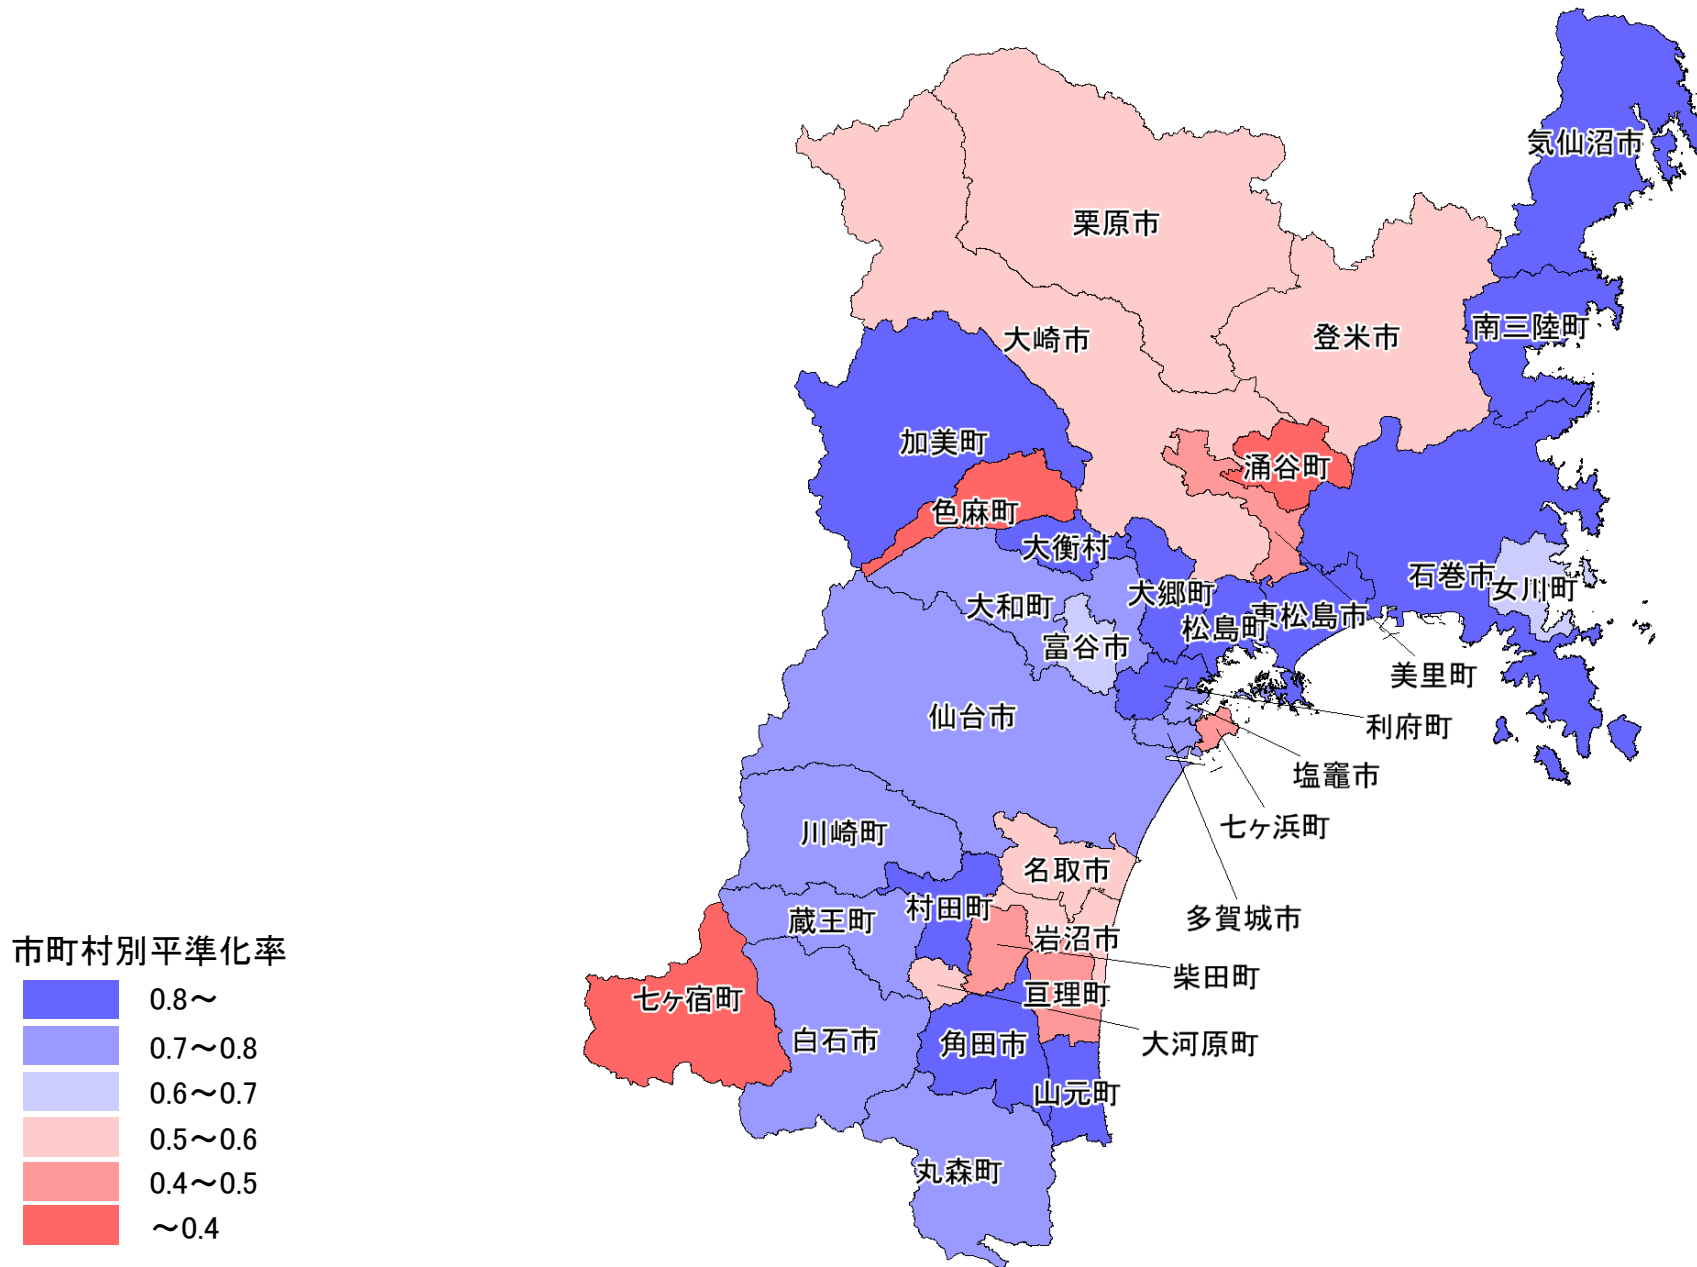 気仙沼市
栗原市
南三陸町
大崎市
登米市
加美町
涌谷町
色麻町
大衡村
石巻市
女川町
大郷町
大和町
東松島市
松島町
富谷市
美里町
仙台市
利府町
塩竈市
七ヶ浜町
川崎町
名取市
村田町
多賀城市
蔵王町
岩沼市
柴田町
亘理町
七ヶ宿町
白石市
角田市
大河原町
山元町
丸森町
市町村別平準化率
0.8～
0.7～0.8
0.6～0.7
0.5～0.6
0.4～0.5
～0.4